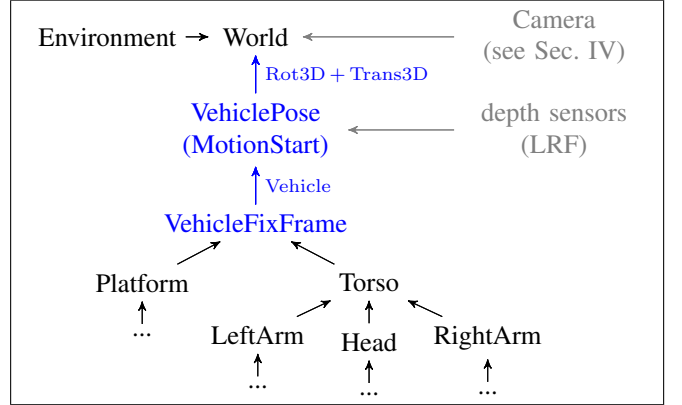 Environment World Camera
(see Sec. IV)
Rot3D + Trans3D
VehiclePose depth sensors
(MotionStart) (LRF)
Vehicle
VehicleFixFrame
Platform Torso
...
LeftArm Head RightArm
... ... ...